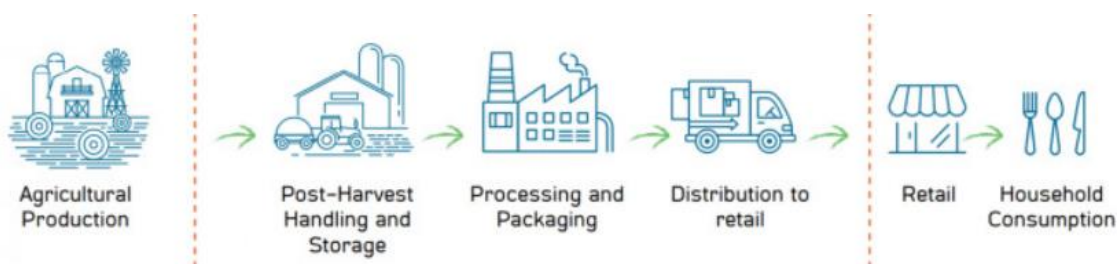 Agricultural
Production
Post-Harvest
Handling and
Storage
Processing and
Packaging
Distribution to
retail
Retail
Household
Consumption